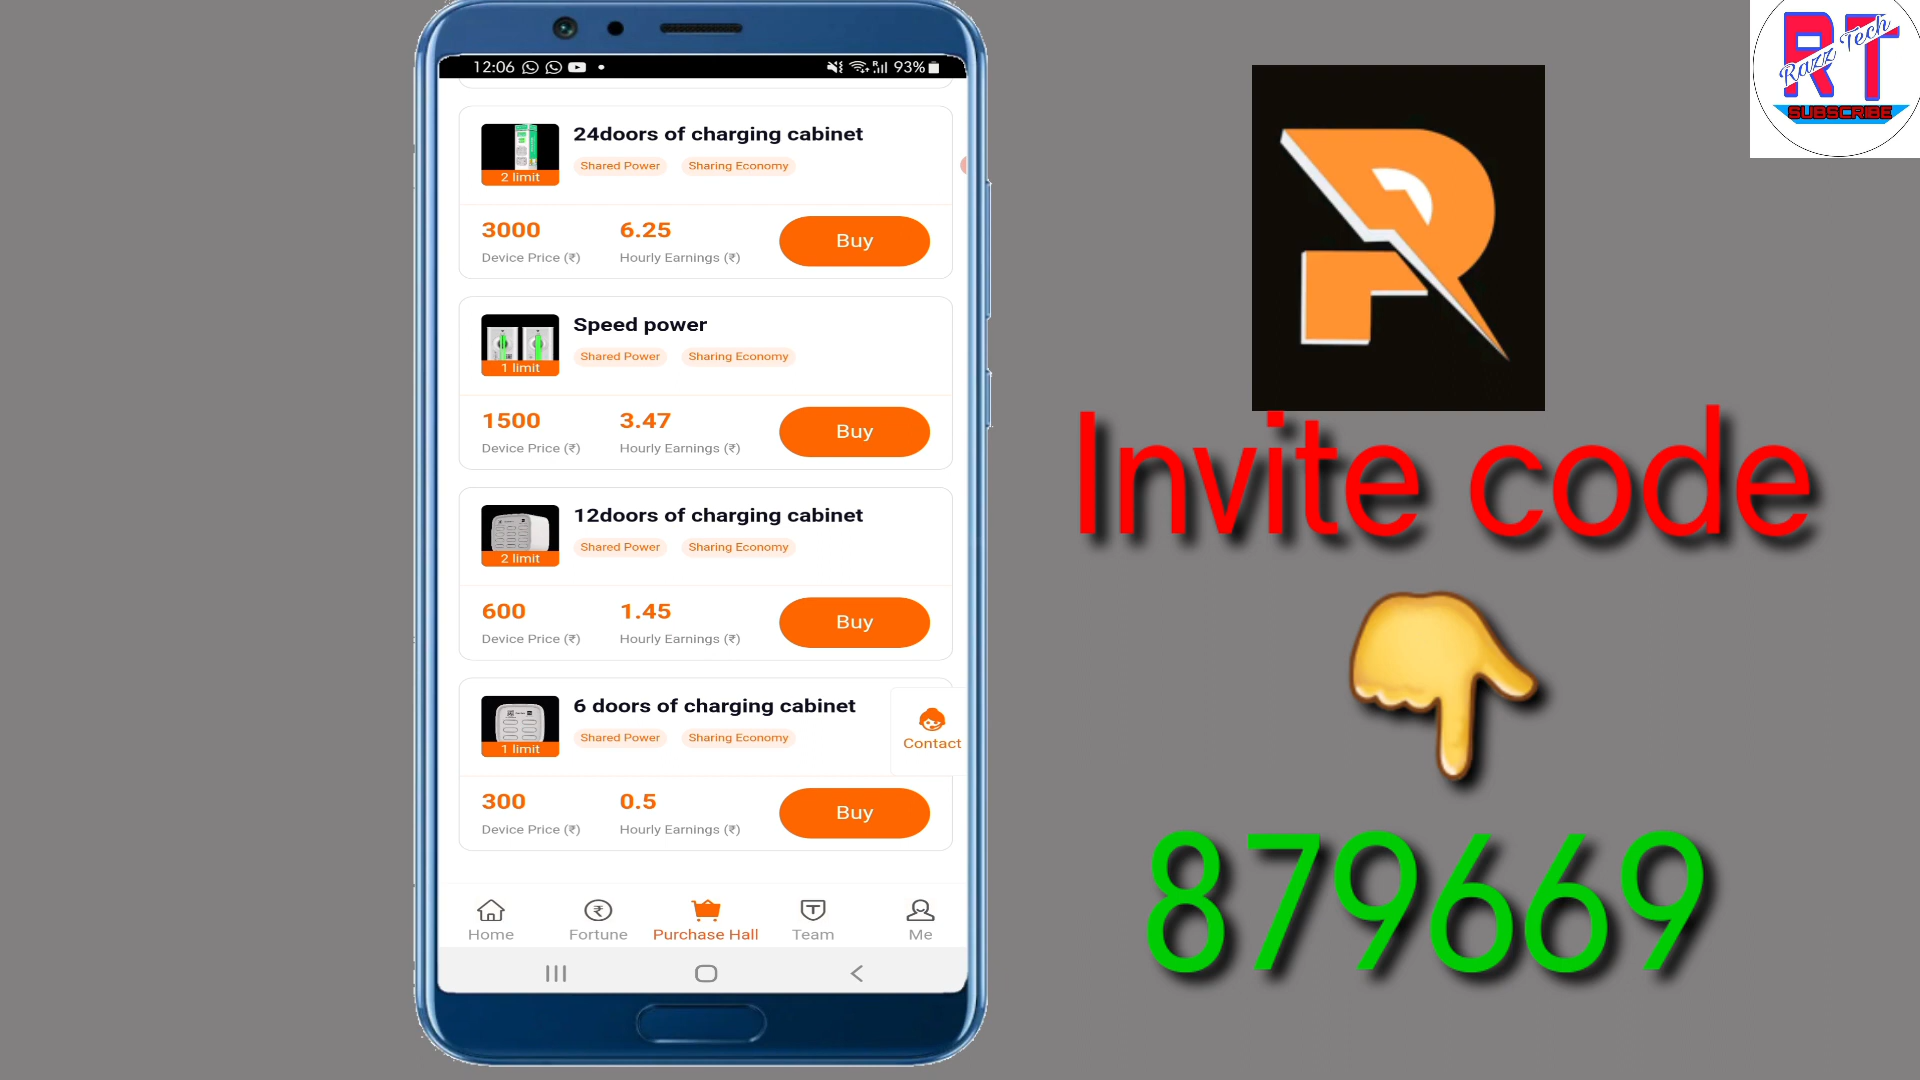 12:06
93%
24doors of charging cabinet
2 limit
Shared Power Sharing Economy
3000 6.25 Buy
Device Price (₹) Hourly Earnings (₹)
Speed power
1 limit
Shared Power Sharing Economy
1500 3.47 Buy
Device Price (₹) Hourly Earnings (₹)
12doors of charging cabinet
2 limit
Shared Power Sharing Economy
600 1.45 Buy
Device Price (₹) Hourly Earnings (₹)
6 doors of charging cabinet
1 limit
Shared Power Sharing Economy
Contact
300 0.5 Buy
Device Price (₹) Hourly Earnings (₹)
Home Fortune Purchase Hall Team Me
RT
Razz Tech
SUBSCRIBE
Invite code
879669